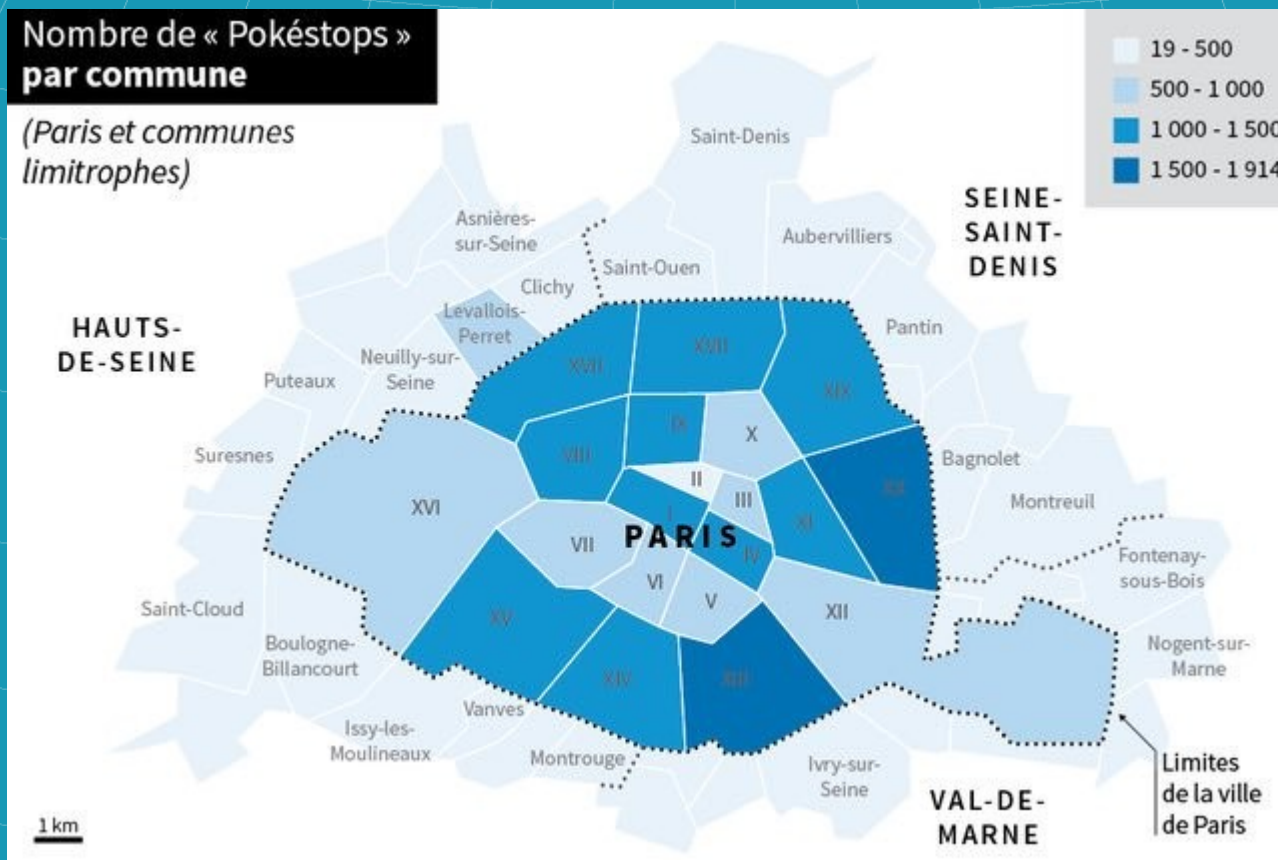 Nombre de « Pokéstops »
par commune
(Paris et communes
limitrophes)
19 - 500
500 - 1 000
1 000 - 1 500
1 500 - 1 914
Saint-Denis
SEINE-
SAINT-
DENIS
Asnières-
sur-Seine
Aubervilliers
Saint-Ouen
Clichy
Levallois-
Perret
HAUTS-
DE-SEINE
Pantin
Neuilly-sur-
Seine
Puteaux
XVII
XVII
XIX
IX
X
Suresnes
VIII
Bagnolet
II
III
XX
Montreuil
XVI
I
XI
PARIS
VII
IV
Fontenay-
sous-Bois
VI
V
XII
Saint-Cloud
XV
Boulogne-
Billancourt
Nogent-sur-
Marne
XIV
XIII
Vanves
Issy-les-
Moulineaux
Montrouge
Ivry-sur-
Seine
Limites
de la ville
de Paris
VAL-DE-
MARNE
1 km